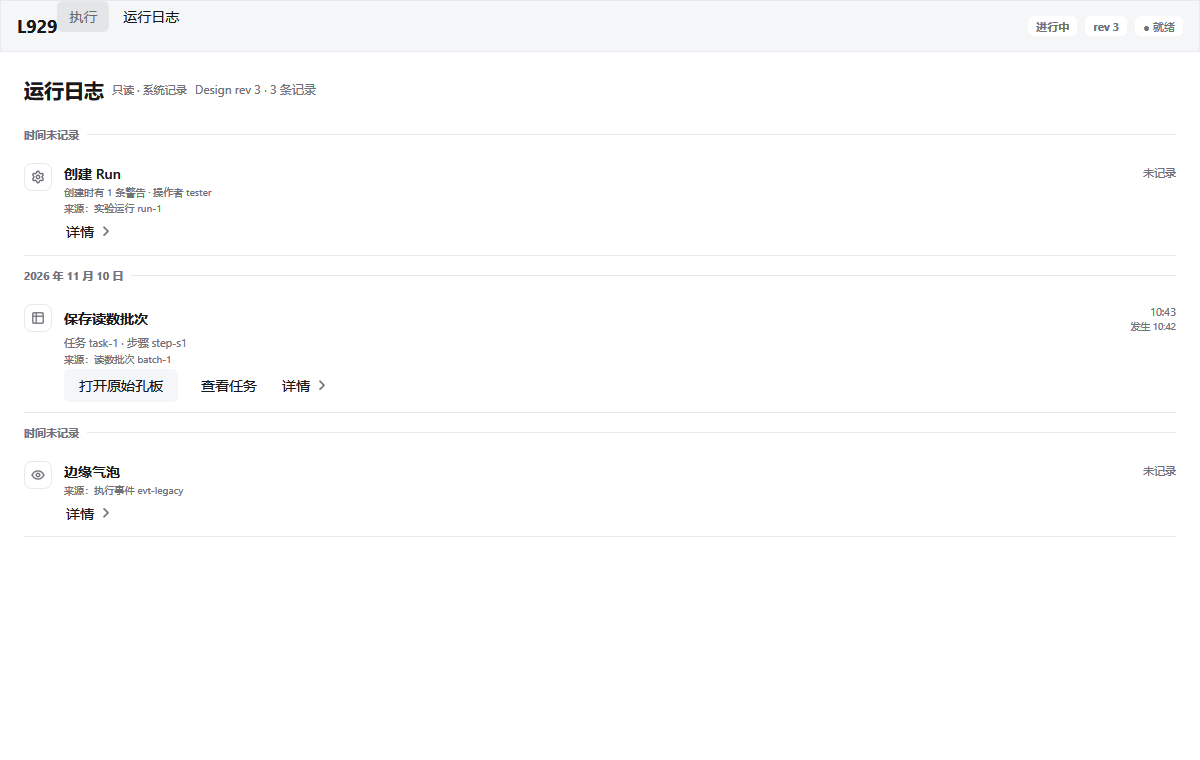 L929 执行 运行日志 进行中 rev 3 ● 就绪
运行日志 只读 · 系统记录 Design rev 3 · 3 条记录
时间未记录
创建 Run 未记录
创建时有 1 条警告 · 操作者 tester
来源：实验运行 run-1
详情
2026 年 11 月 10 日
保存读数批次 10:43
发生 10:42
任务 task-1 · 步骤 step-s1
来源：读数批次 batch-1
打开原始孔板 查看任务 详情
时间未记录
边缘气泡 未记录
来源：执行事件 evt-legacy
详情